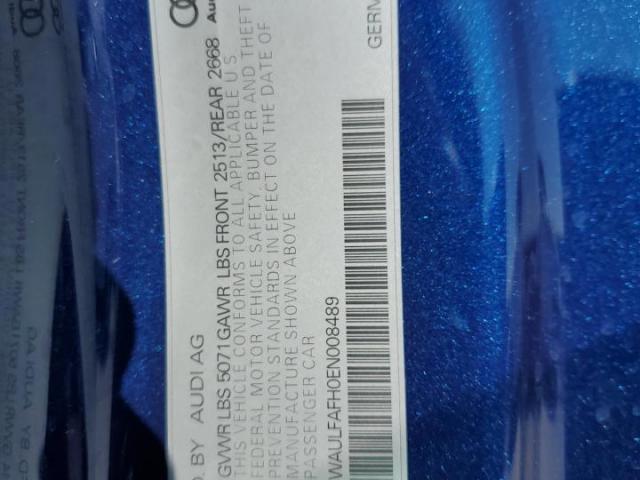 Audi
D. BY AUDI AG
GVWR LBS 5071 GAWR LBS FRONT 2513/REAR 2668
THIS VEHICLE CONFORMS TO ALL APPLICABLE U S
FEDERAL MOTOR VEHICLE SAFETY, BUMPER AND THEFT
PREVENTION STANDARDS IN EFFECT ON THE DATE OF
MANUFACTURE SHOWN ABOVE
PASSENGER CAR
GERM
WAULFAFH0EN008489